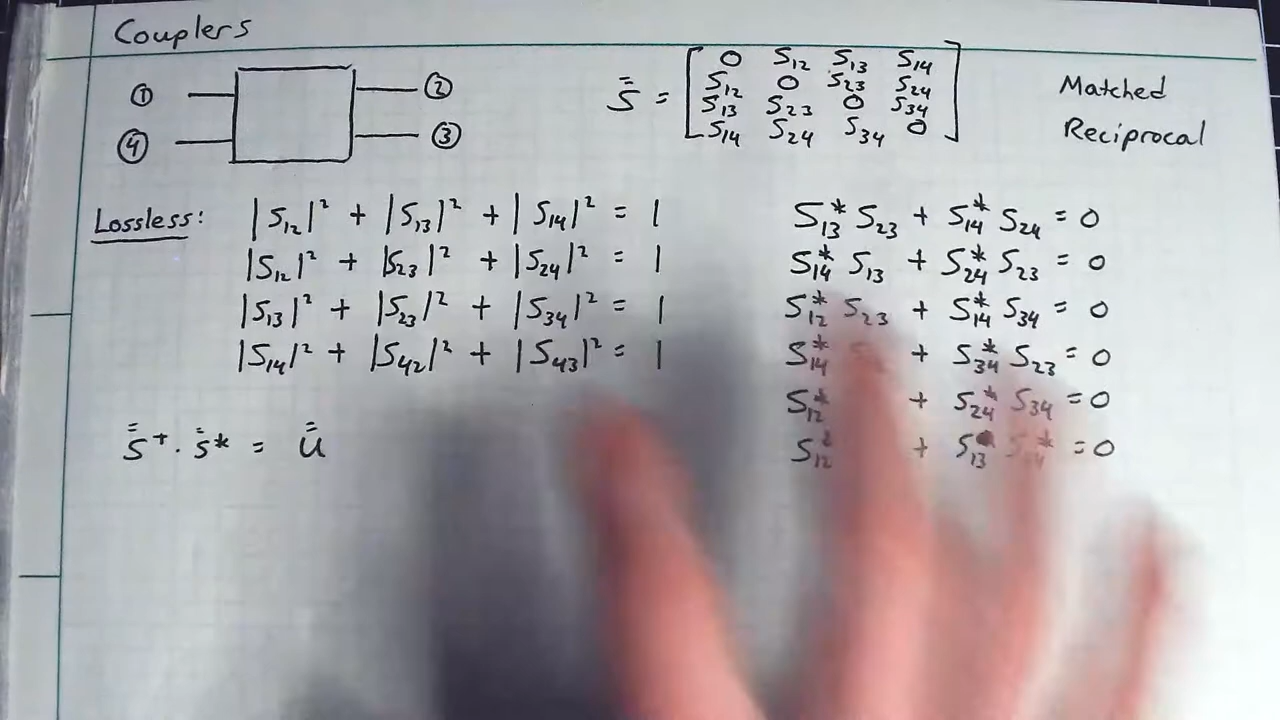 Couplers
① ②
④ ③
S̿ = [ 0 S₁₂ S₁₃ S₁₄
S₁₂ 0 S₂₃ S₂₄
S₁₃ S₂₃ 0 S₃₄
S₁₄ S₂₄ S₃₄ 0 ]
Matched
Reciprocal
Lossless: |S₁₂|² + |S₁₃|² + |S₁₄|² = 1
|S₁₂|² + |S₂₃|² + |S₂₄|² = 1
|S₁₃|² + |S₂₃|² + |S₃₄|² = 1
|S₁₄|² + |S₄₂|² + |S₄₃|² = 1
S₁₃* S₂₃ + S₁₄* S₂₄ = 0
S₁₄* S₁₃ + S₂₄* S₂₃ = 0
S₁₂* S₂₃ + S₁₄* S₃₄ = 0
S₁₄* + S₃₄* S₂₃ = 0
S₁₂* + S₂₄* S₃₄ = 0
S₁₂ + S₁₃ = 0
S̿⁺ · S̿* = U̿